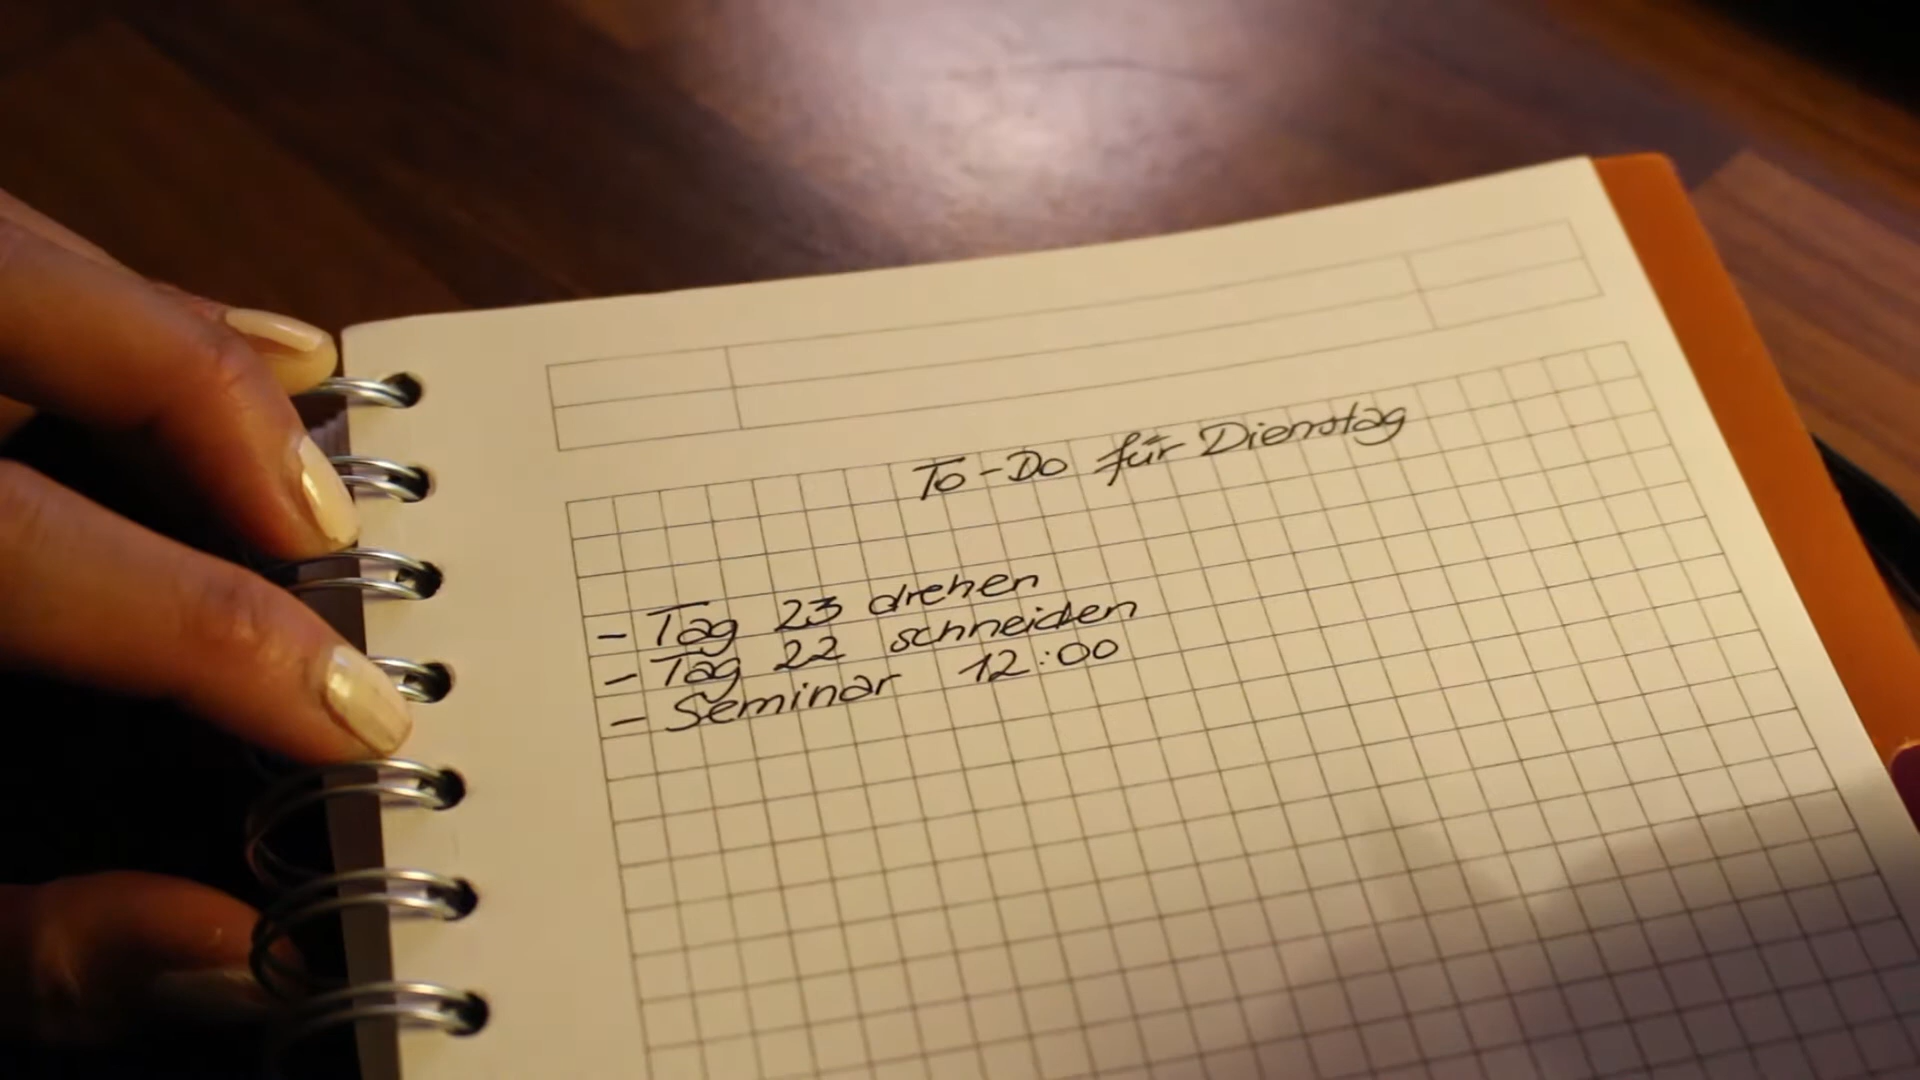 To-Do für Dienstag
- Tag 23 drehen
- Tag 22 schneiden
- Seminar 12:00